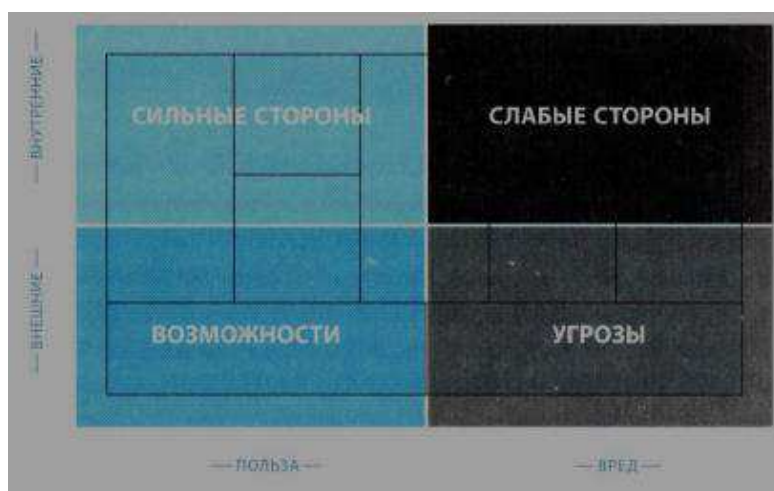 ВНУТРЕННИЕ
СИЛЬНЫЕ СТОРОНЫ
СЛАБЫЕ СТОРОНЫ
ВНЕШНИЕ
ВОЗМОЖНОСТИ
УГРОЗЫ
ПОЛЬЗА
ВРЕД